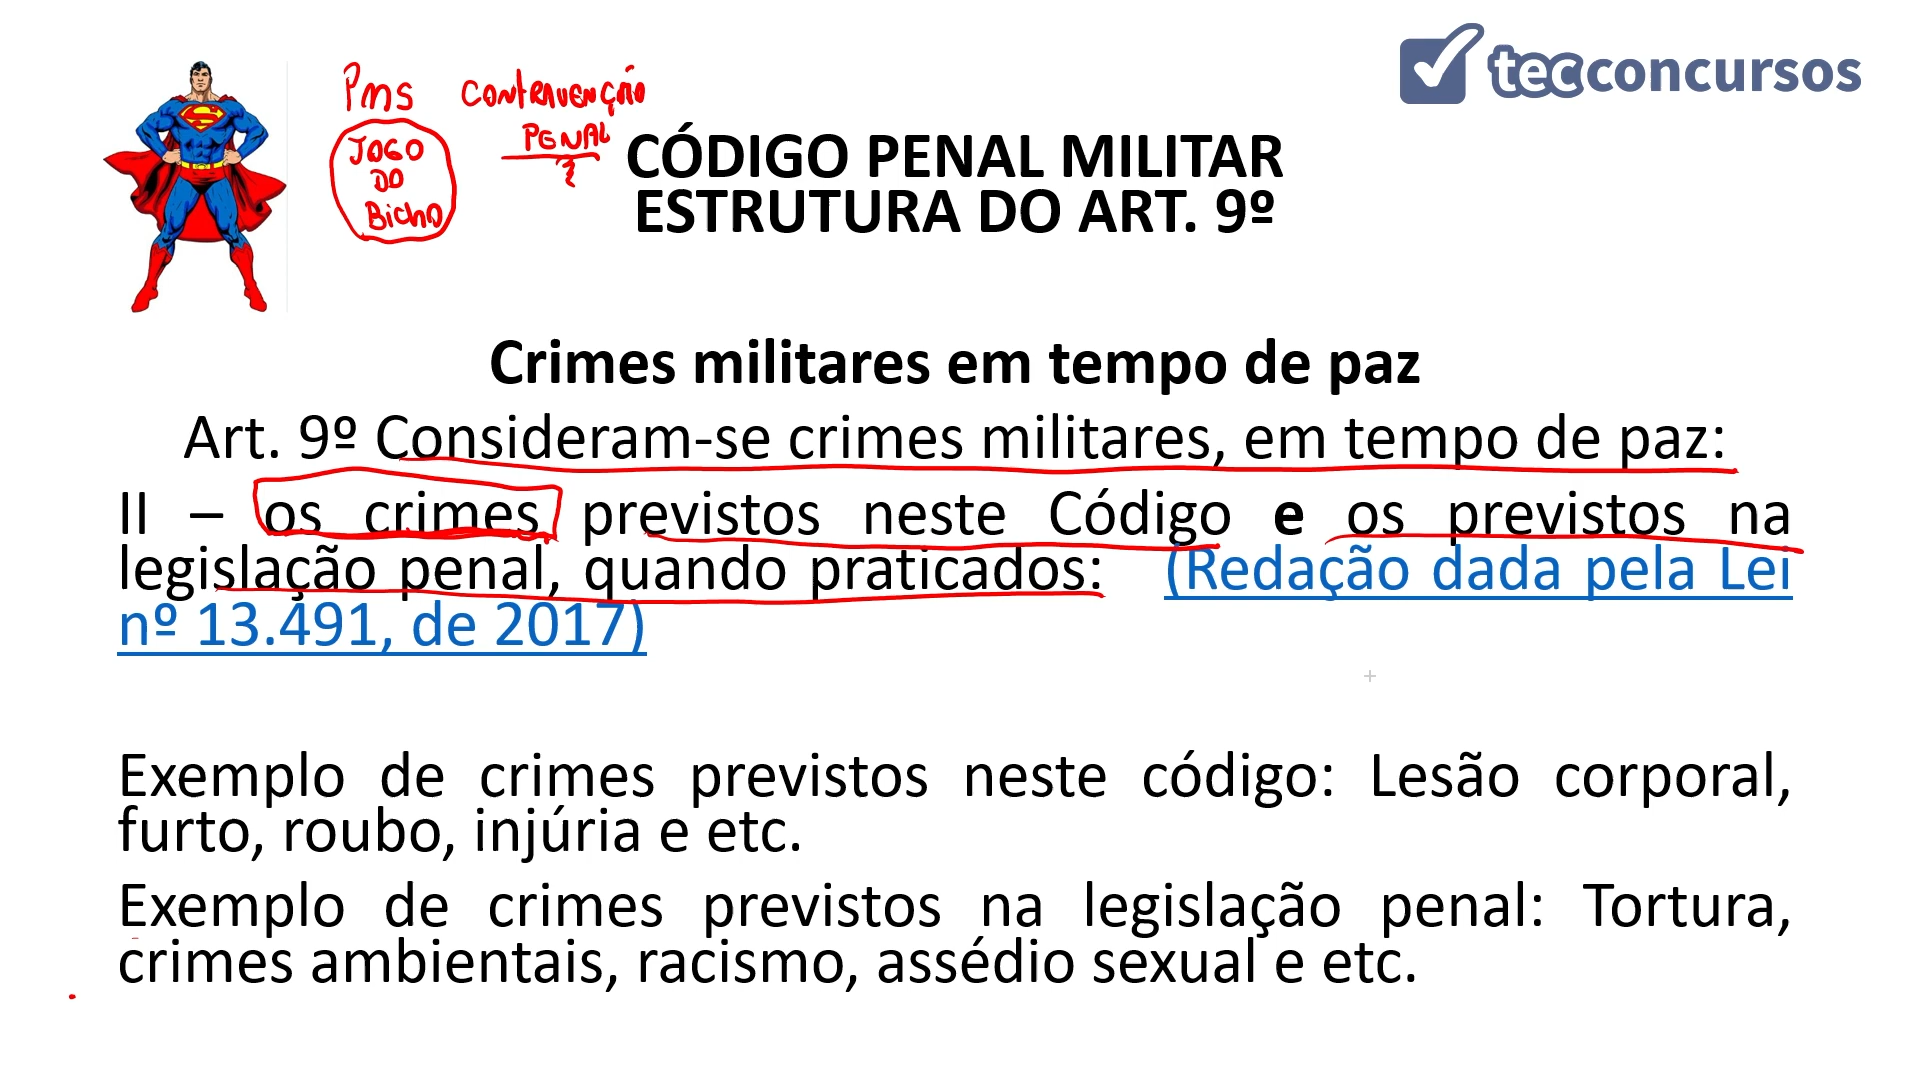 tecconcursos
PMS
JOGO
DO
BICHO
CONTRAVENÇÃO
PENAL
CÓDIGO PENAL MILITAR
ESTRUTURA DO ART. 9º
Crimes militares em tempo de paz
Art. 9º Consideram-se crimes militares, em tempo de paz:
II – os crimes previstos neste Código e os previstos na
legislação penal, quando praticados: (Redação dada pela Lei
nº 13.491, de 2017)
Exemplo de crimes previstos neste código: Lesão corporal,
furto, roubo, injúria e etc.
Exemplo de crimes previstos na legislação penal: Tortura,
crimes ambientais, racismo, assédio sexual e etc.